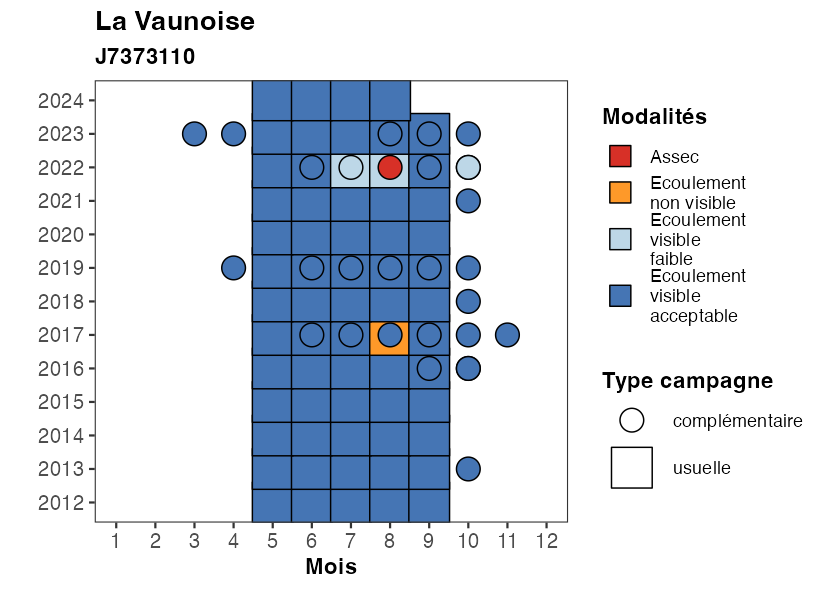 La Vaunoise
J7373110
2024
2023
2022
2021
2020
2019
2018
2017
2016
2015
2014
2013
2012
1 2 3 4 5 6 7 8 9 10 11 12
Mois
Modalités
Assec
Ecoulement
non visible
Ecoulement
visible
faible
Ecoulement
visible
acceptable
Type campagne
complémentaire
usuelle